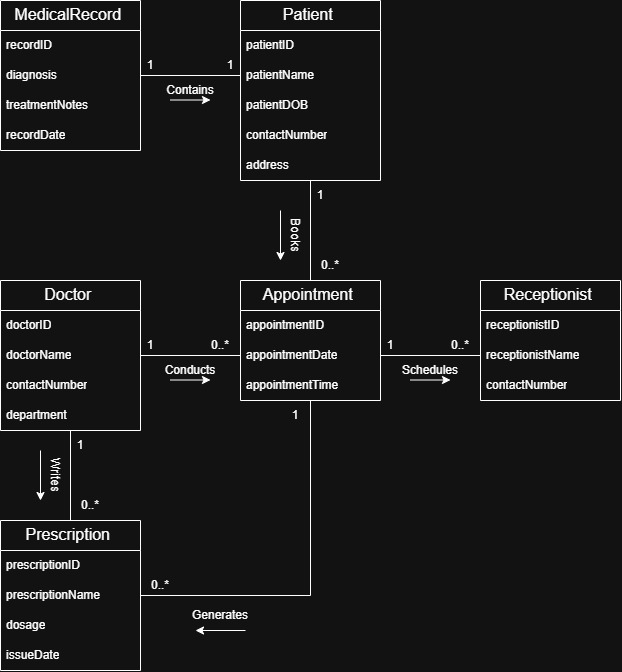 MedicalRecord
recordID
diagnosis
treatmentNotes
recordDate
1
1
Contains
Patient
patientID
patientName
patientDOB
contactNumber
address
1
Books
0..*
Doctor
doctorID
doctorName
contactNumber
department
1
0..*
Conducts
Appointment
appointmentID
appointmentDate
appointmentTime
1
0..*
Schedules
Receptionist
receptionistID
receptionistName
contactNumber
1
Writes
0..*
1
Prescription
prescriptionID
prescriptionName
dosage
issueDate
0..*
Generates